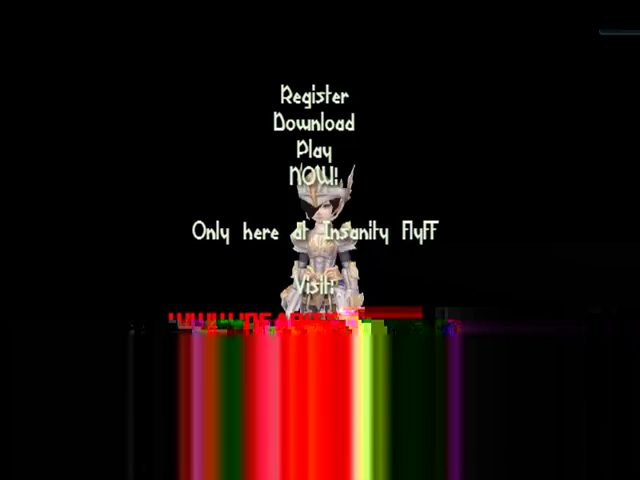 Register
Download
Play
NOW!
Only here at Insanity Flyff
Visit: